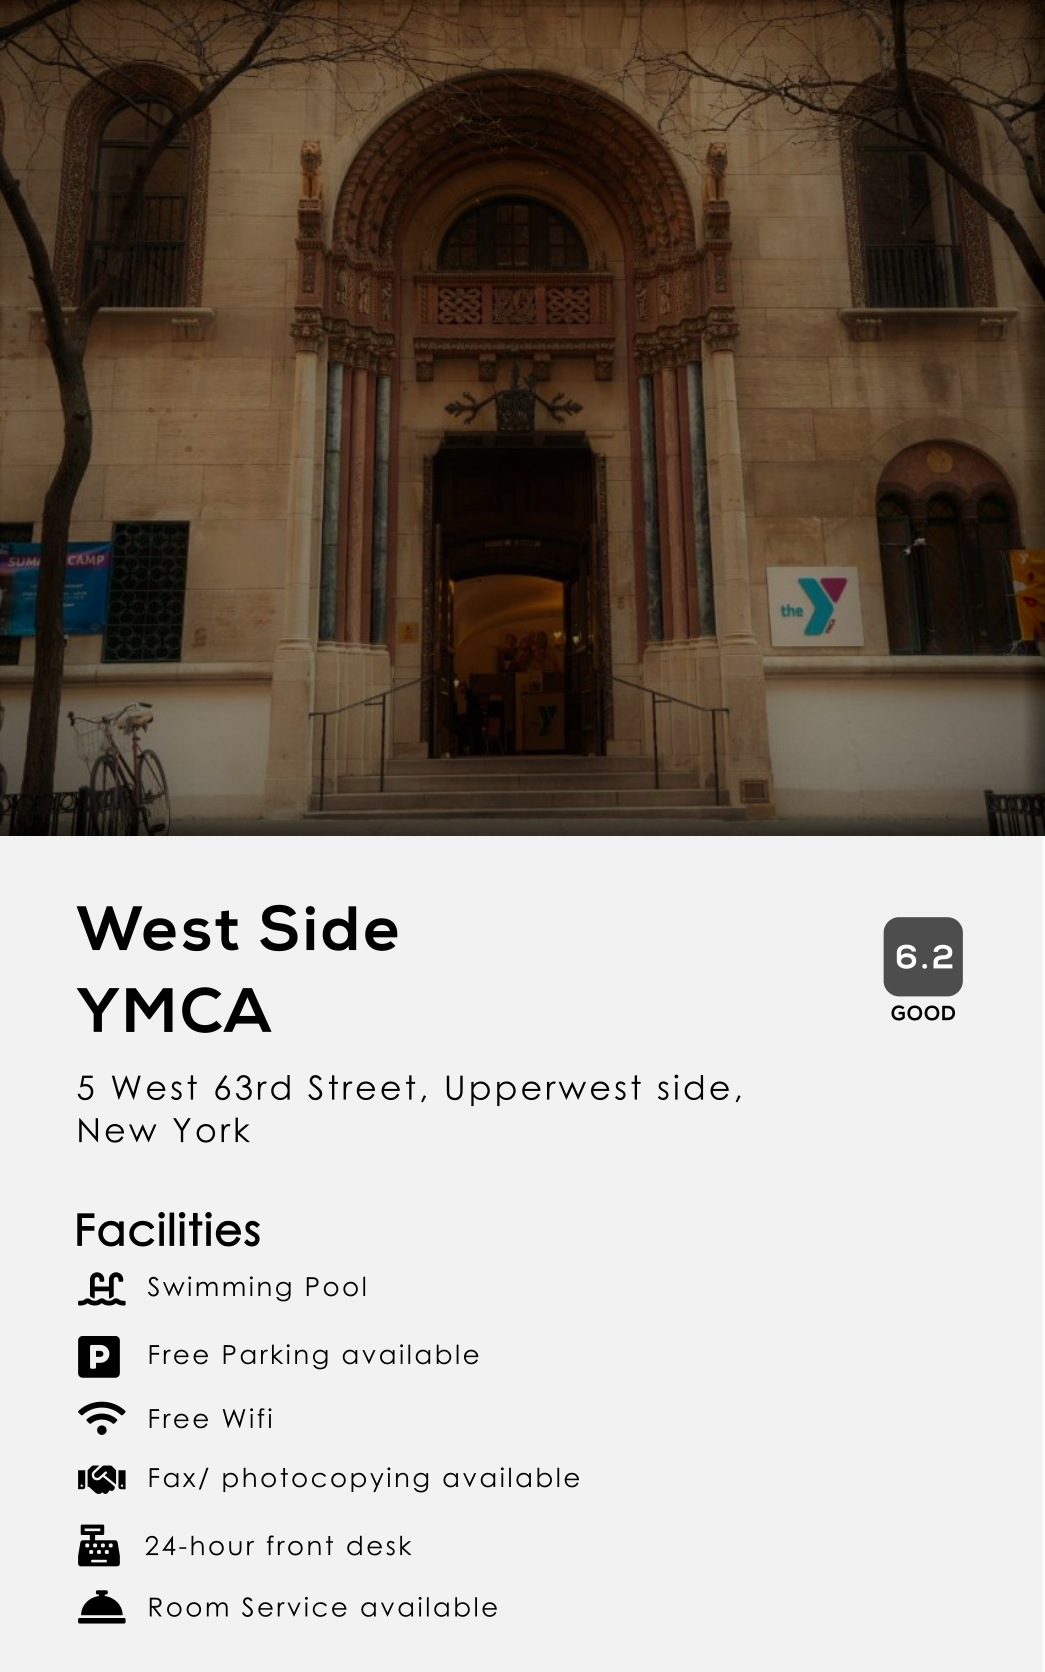 SUM CAMP
the
West Side
6.2
YMCA
GOOD
5 West 63rd Street, Upperwest side,
New York
Facilities
Swimming Pool
P
Free Parking available
Free Wifi
Fax/ photocopying available
24-hour front desk
Room Service available